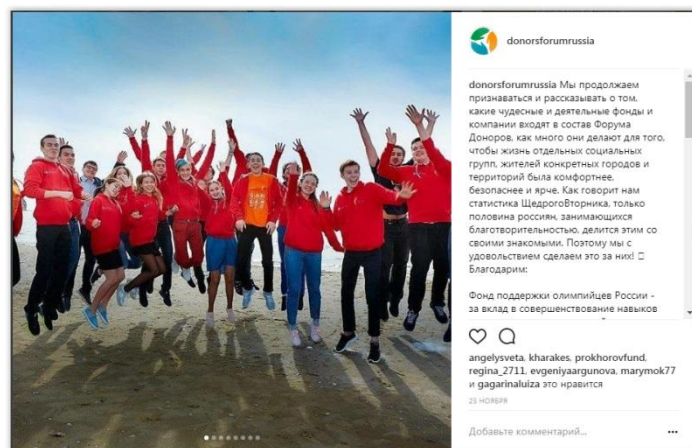 donorsforumrussia
donorsforumrussia Мы продолжаем
признаваться и рассказывать о том,
какие чудесные и деятельные фонды и
компании входят в состав Форума
Доноров, как много они делают для того,
чтобы жизнь отдельных социальных
групп, жителей конкретных городов и
территорий была комфортнее,
безопаснее и ярче. Как говорит нам
статистика ЩедрогоВторника, только
половина россиян, занимающихся
благотворительностью, делится этим со
своими знакомыми. Поэтому мы с
удовольствием сделаем это за них!
Благодарим:
Фонд поддержки олимпийцев России -
за вклад в совершенствование навыков
angelysveta, kharakes, prokhorovfund,
regina_2711, evgeniyaargunova, marymok77
и gagarinaluiza это нравится
23 НОЯБРЯ
Добавьте комментарий...